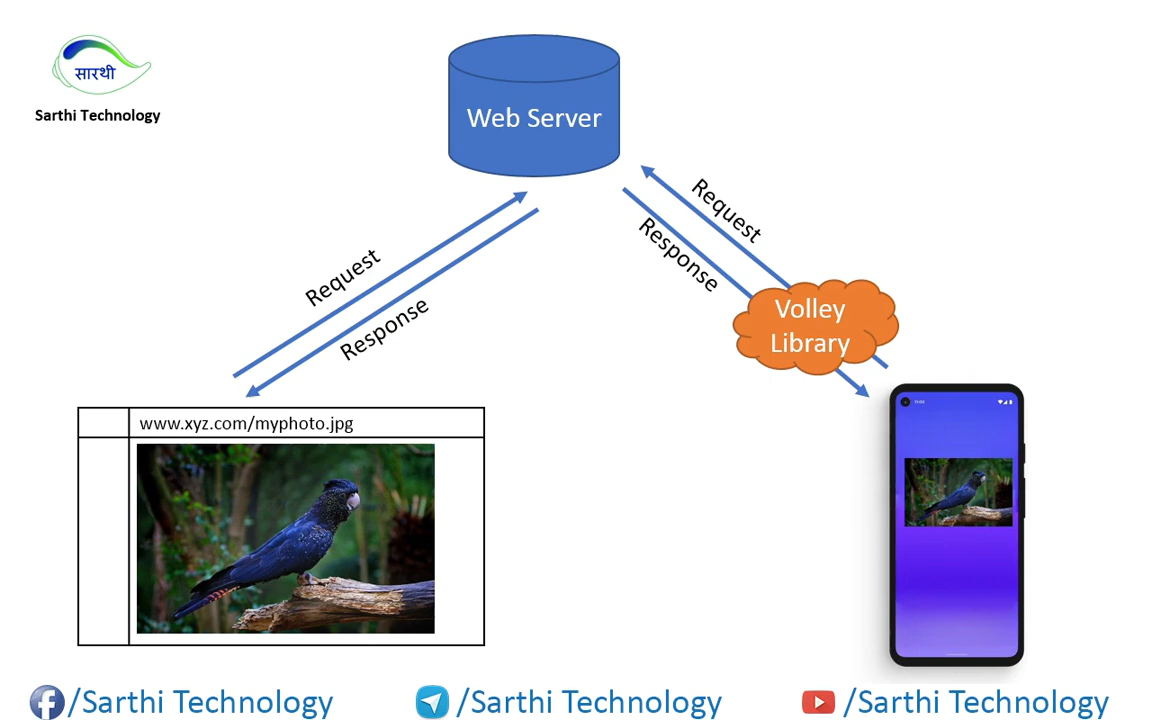 सारथी
Sarthi Technology
Web Server
Request
Response
Request
Response
Volley
Library
www.xyz.com/myphoto.jpg
/Sarthi Technology
/Sarthi Technology
/Sarthi Technology